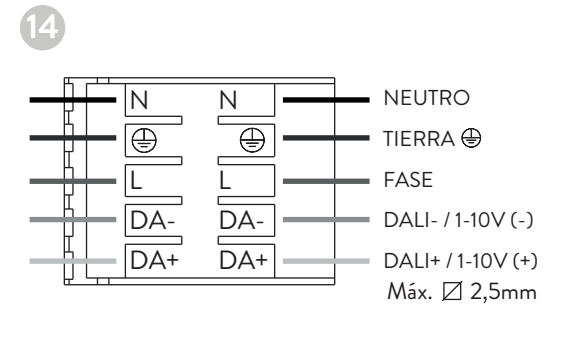 14
N N NEUTRO
⏚ ⏚ TIERRA ⏚
L L FASE
DA- DA- DALI- / 1-10V (-)
DA+ DA+ DALI+ / 1-10V (+)
Máx. ⍁ 2,5mm